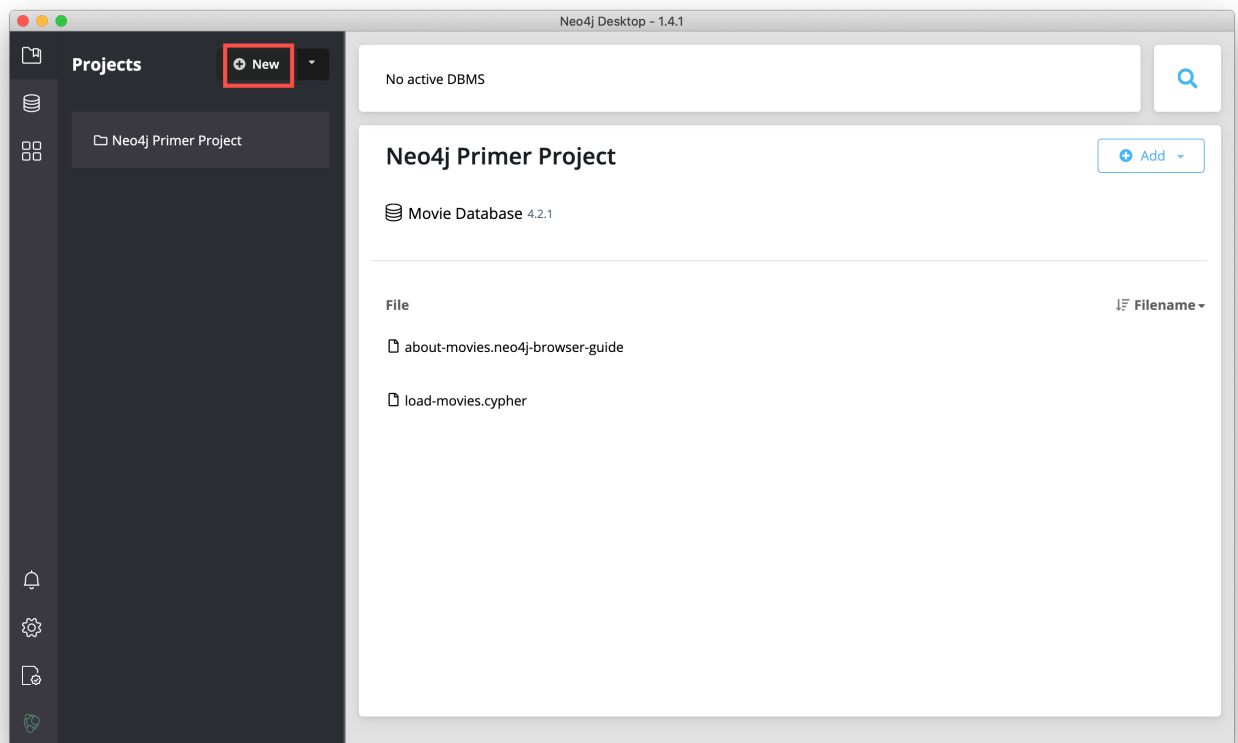 Neo4j Desktop - 1.4.1
Projects
New
Neo4j Primer Project
No active DBMS
Neo4j Primer Project
Add
Movie Database 4.2.1
File
Filename
about-movies.neo4j-browser-guide
load-movies.cypher